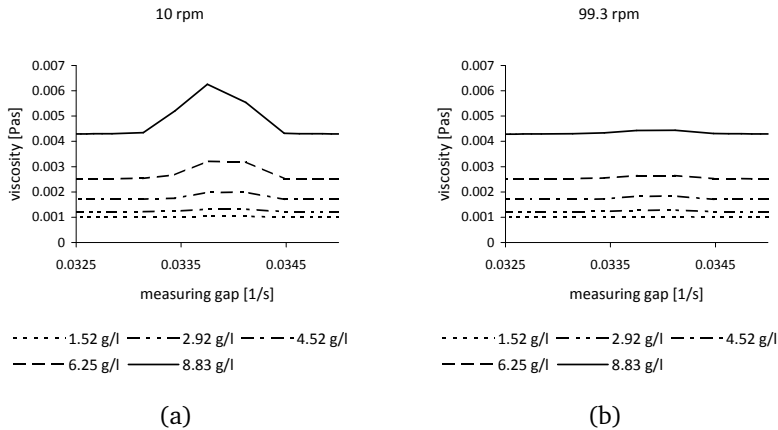 10 rpm
0.007
0.006
0.005
0.004
0.003
0.002
0.001
0
viscosity [Pas]
0.0325 0.0335 0.0345
measuring gap [1/s]
1.52 g/l 2.92 g/l 4.52 g/l
6.25 g/l 8.83 g/l
(a)
99.3 rpm
0.007
0.006
0.005
0.004
0.003
0.002
0.001
0
viscosity [Pas]
0.0325 0.0335 0.0345
measuring gap [1/s]
1.52 g/l 2.92 g/l 4.52 g/l
6.25 g/l 8.83 g/l
(b)